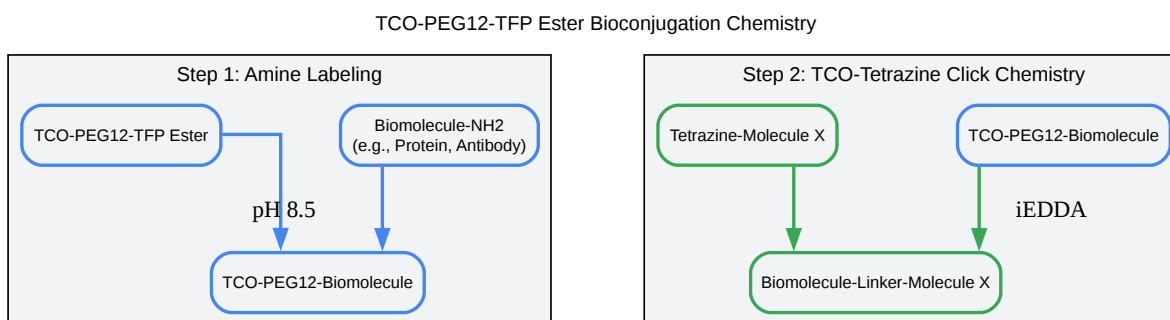 TCO-PEG12-TFP Ester Bioconjugation Chemistry
Step 1: Amine Labeling
TCO-PEG12-TFP Ester
Biomolecule-NH2
(e.g., Protein, Antibody)
pH 8.5
TCO-PEG12-Biomolecule
Step 2: TCO-Tetrazine Click Chemistry
Tetrazine-Molecule X
TCO-PEG12-Biomolecule
iEDDA
Biomolecule-Linker-Molecule X